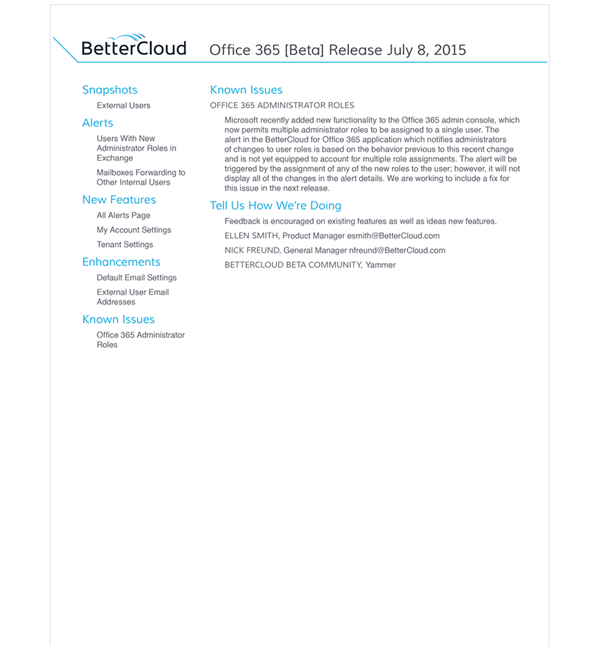 BetterCloud
Office 365 [Beta] Release July 8, 2015
Snapshots
External Users
Alerts
Users With New
Administrator Roles in
Exchange
Mailboxes Forwarding to
Other Internal Users
New Features
All Alerts Page
My Account Settings
Tenant Settings
Enhancements
Default Email Settings
External User Email
Addresses
Known Issues
Office 365 Administrator
Roles
Known Issues
OFFICE 365 ADMINISTRATOR ROLES
Microsoft recently added new functionality to the Office 365 admin console, which
now permits multiple administrator roles to be assigned to a single user. The
alert in the BetterCloud for Office 365 application which notifies administrators
of changes to user roles is based on the behavior previous to this recent change
and is not yet equipped to account for multiple role assignments. The alert will be
triggered by the assignment of any of the new roles to the user; however, it will not
display all of the changes in the alert details. We are working to include a fix for
this issue in the next release.
Tell Us How We're Doing
Feedback is encouraged on existing features as well as ideas new features.
ELLEN SMITH, Product Manager esmith@BetterCloud.com
NICK FREUND, General Manager nfreund@BetterCloud.com
BETTERCLOUD BETA COMMUNITY, Yammer